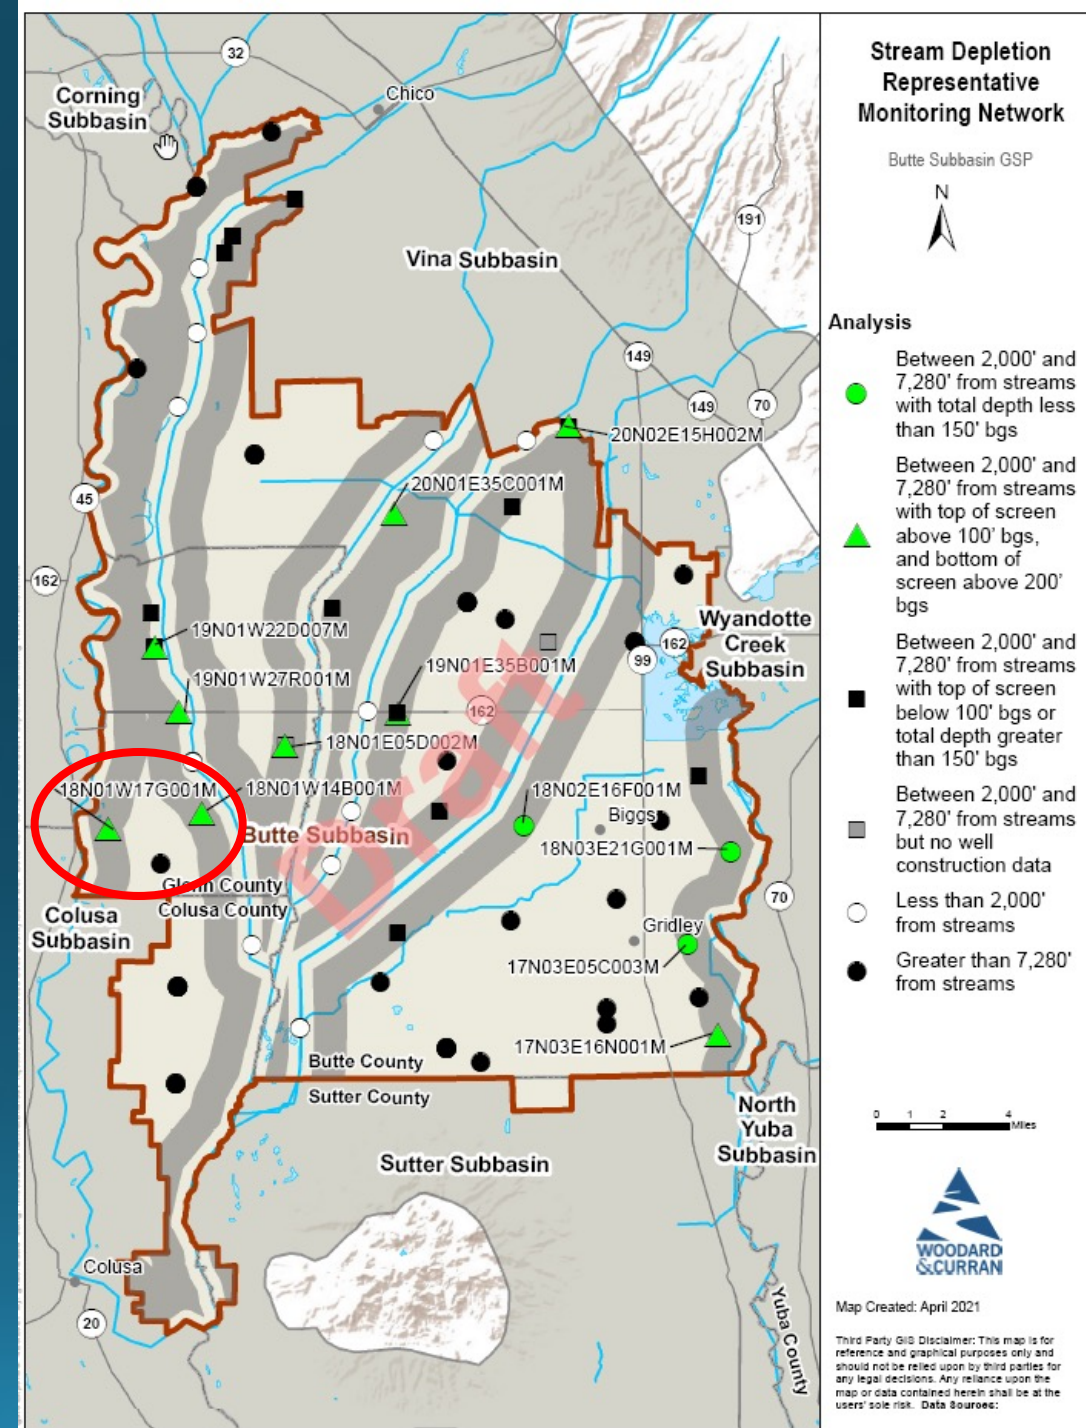 Stream Depletion
Representative
Monitoring Network
Butte Subbasin GSP
N
Analysis
Between 2,000' and
7,280' from streams
with total depth less
than 150' bgs
Between 2,000' and
7,280' from streams
with top of screen
above 100' bgs,
and bottom of
screen above 200'
bgs
Between 2,000' and
7,280' from streams
with top of screen
below 100' bgs or
total depth greater
than 150' bgs
Between 2,000' and
7,280' from streams
but no well
construction data
Less than 2,000'
from streams
Greater than 7,280'
from streams
0 1 2 4
Miles
WOODARD
&CURRAN
Map Created: April 2021
Third Party GIS Disclaimer: This map is for
reference and graphical purposes only and
should not be relied upon by third parties for
any legal decisions. Any reliance upon the
map or data contained herein shall be at the
users' sole risk. Data Sources:
32
Corning
Subbasin
Chico
191
Vina Subbasin
149
149
70
20N02E15H002M
20N01E35C001M
45
162
19N01W22D007M
Wyandotte
Creek
Subbasin
162
99
19N01E35B001M
19N01W27R001M
162
18N01E05D002M
18N01W17G001M
18N01W14B001M
18N02E16F001M
Biggs
Butte Subbasin
Draft
18N03E21G001M
Glenn County
Colusa County
70
Colusa
Subbasin
Gridley
17N03E05C003M
17N03E16N001M
Butte County
Sutter County
North
Yuba
Subbasin
Sutter Subbasin
Colusa
20
Yuba County